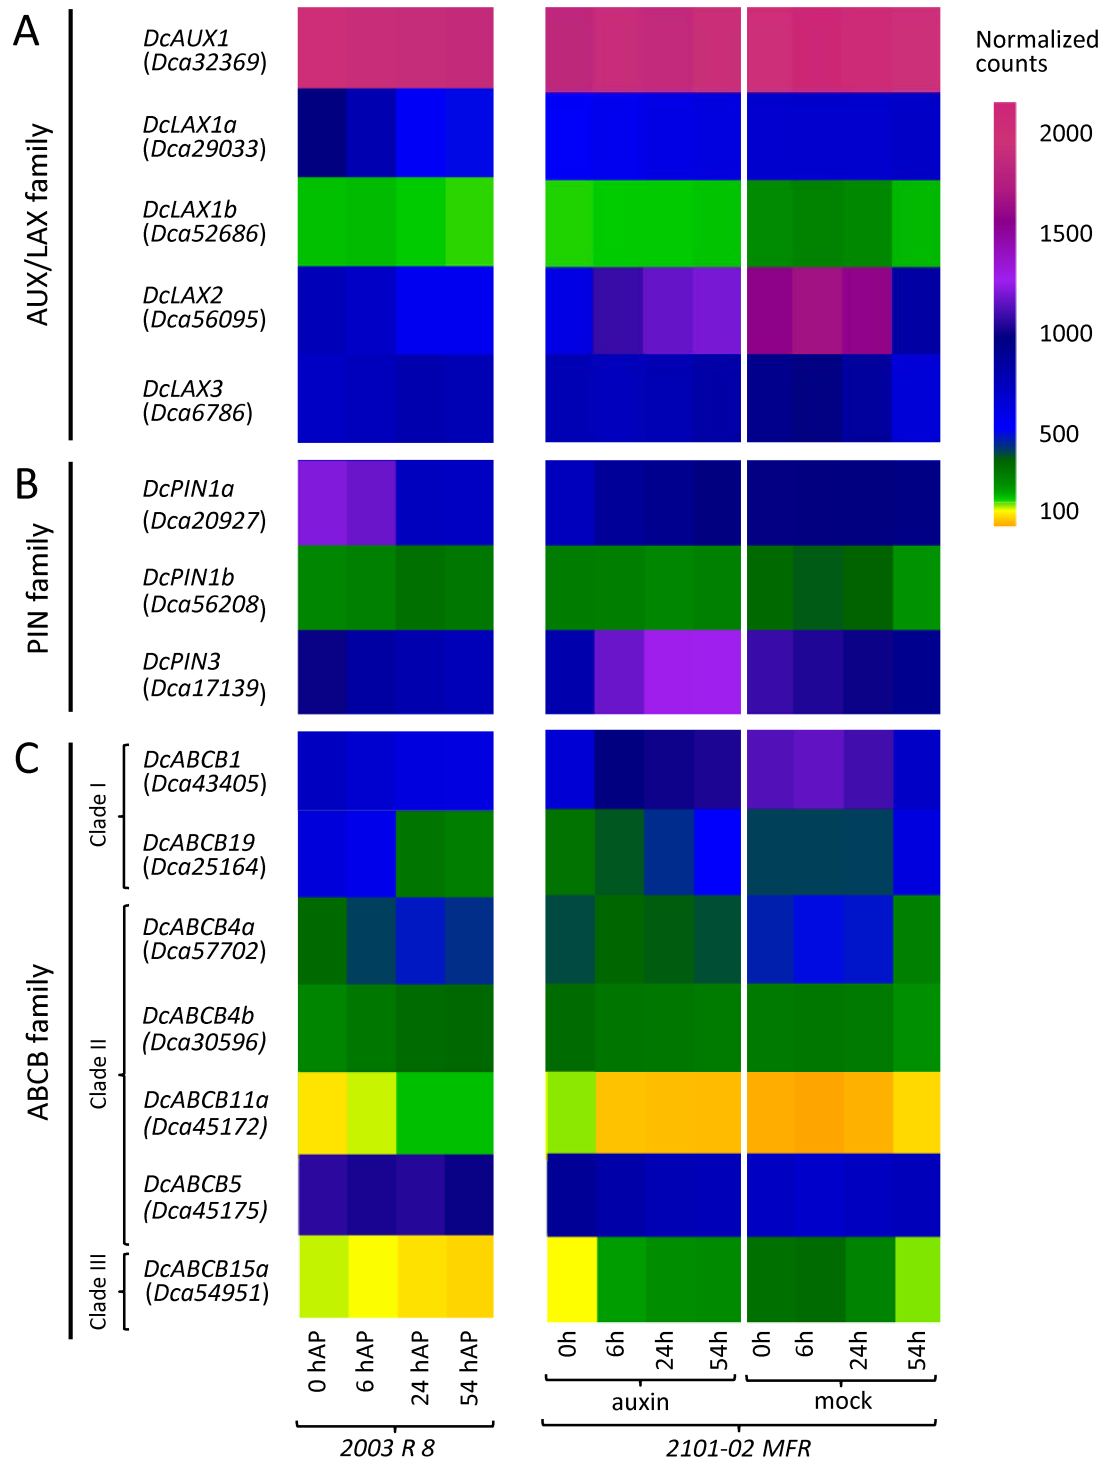 A
AUX/LAX family
DcAUX1
(Dca32369)
DcLAX1a
(Dca29033)
DcLAX1b
(Dca52686)
DcLAX2
(Dca56095)
DcLAX3
(Dca6786)
Normalized
counts
2000
1500
1000
500
100
B
PIN family
DcPIN1a
(Dca20927)
DcPIN1b
(Dca56208)
DcPIN3
(Dca17139)
C
ABCB family
Clade I
DcABCB1
(Dca43405)
DcABCB19
(Dca25164)
Clade II
DcABCB4a
(Dca57702)
DcABCB4b
(Dca30596)
DcABCB11a
(Dca45172)
DcABCB5
(Dca45175)
Clade III
DcABCB15a
(Dca54951)
0 hAP
6 hAP
24 hAP
54 hAP
0h
6h
24h
54h
0h
6h
24h
54h
auxin
mock
2003 R 8
2101-02 MFR